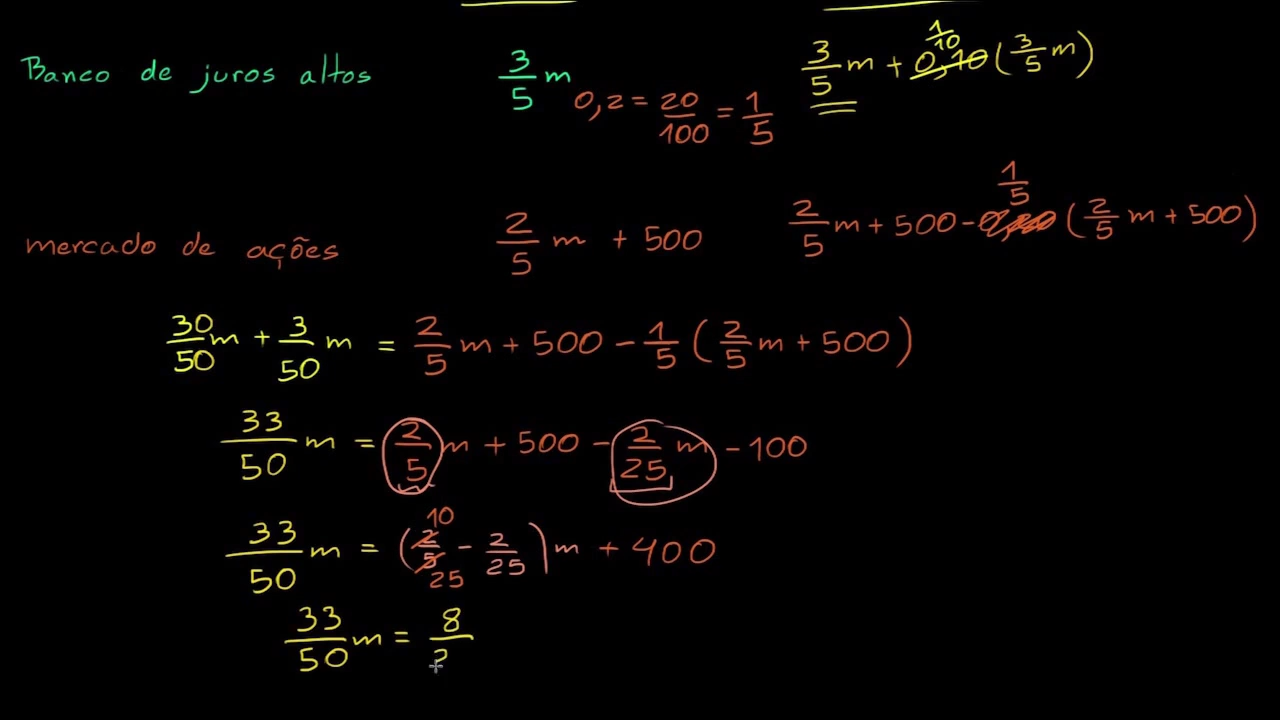 Banco de juros altos 3/5 m 3/5 m + 0,10 1/10 (3/5 m)
0,2 = 20/100 = 1/5
mercado de ações 2/5 m + 500 2/5 m + 500 - 1/5 (2/5 m + 500)
30/50 m + 3/50 m = 2/5 m + 500 - 1/5 (2/5 m + 500)
33/50 m = 2/5 m + 500 - 2/25 m - 100
33/50 m = (2/5 10/25 - 2/25) m + 400
33/50 m = 8/2